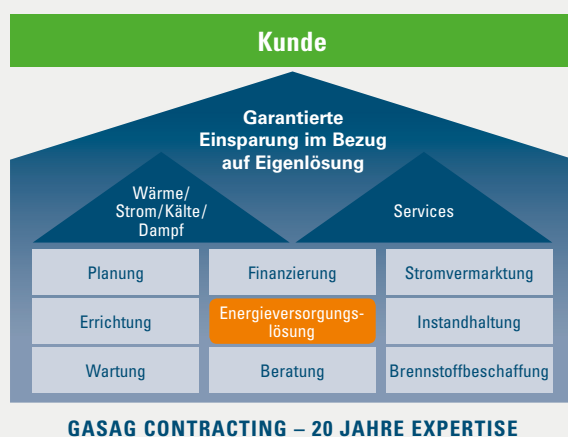 Kunde
Garantierte
Einsparung im Bezug
auf Eigenlösung
Wärme/
Strom/Kälte/
Dampf
Services
Planung
Finanzierung
Stromvermarktung
Errichtung
Energieversorgungs-
lösung
Instandhaltung
Wartung
Beratung
Brennstoffbeschaffung
GASAG CONTRACTING – 20 JAHRE EXPERTISE